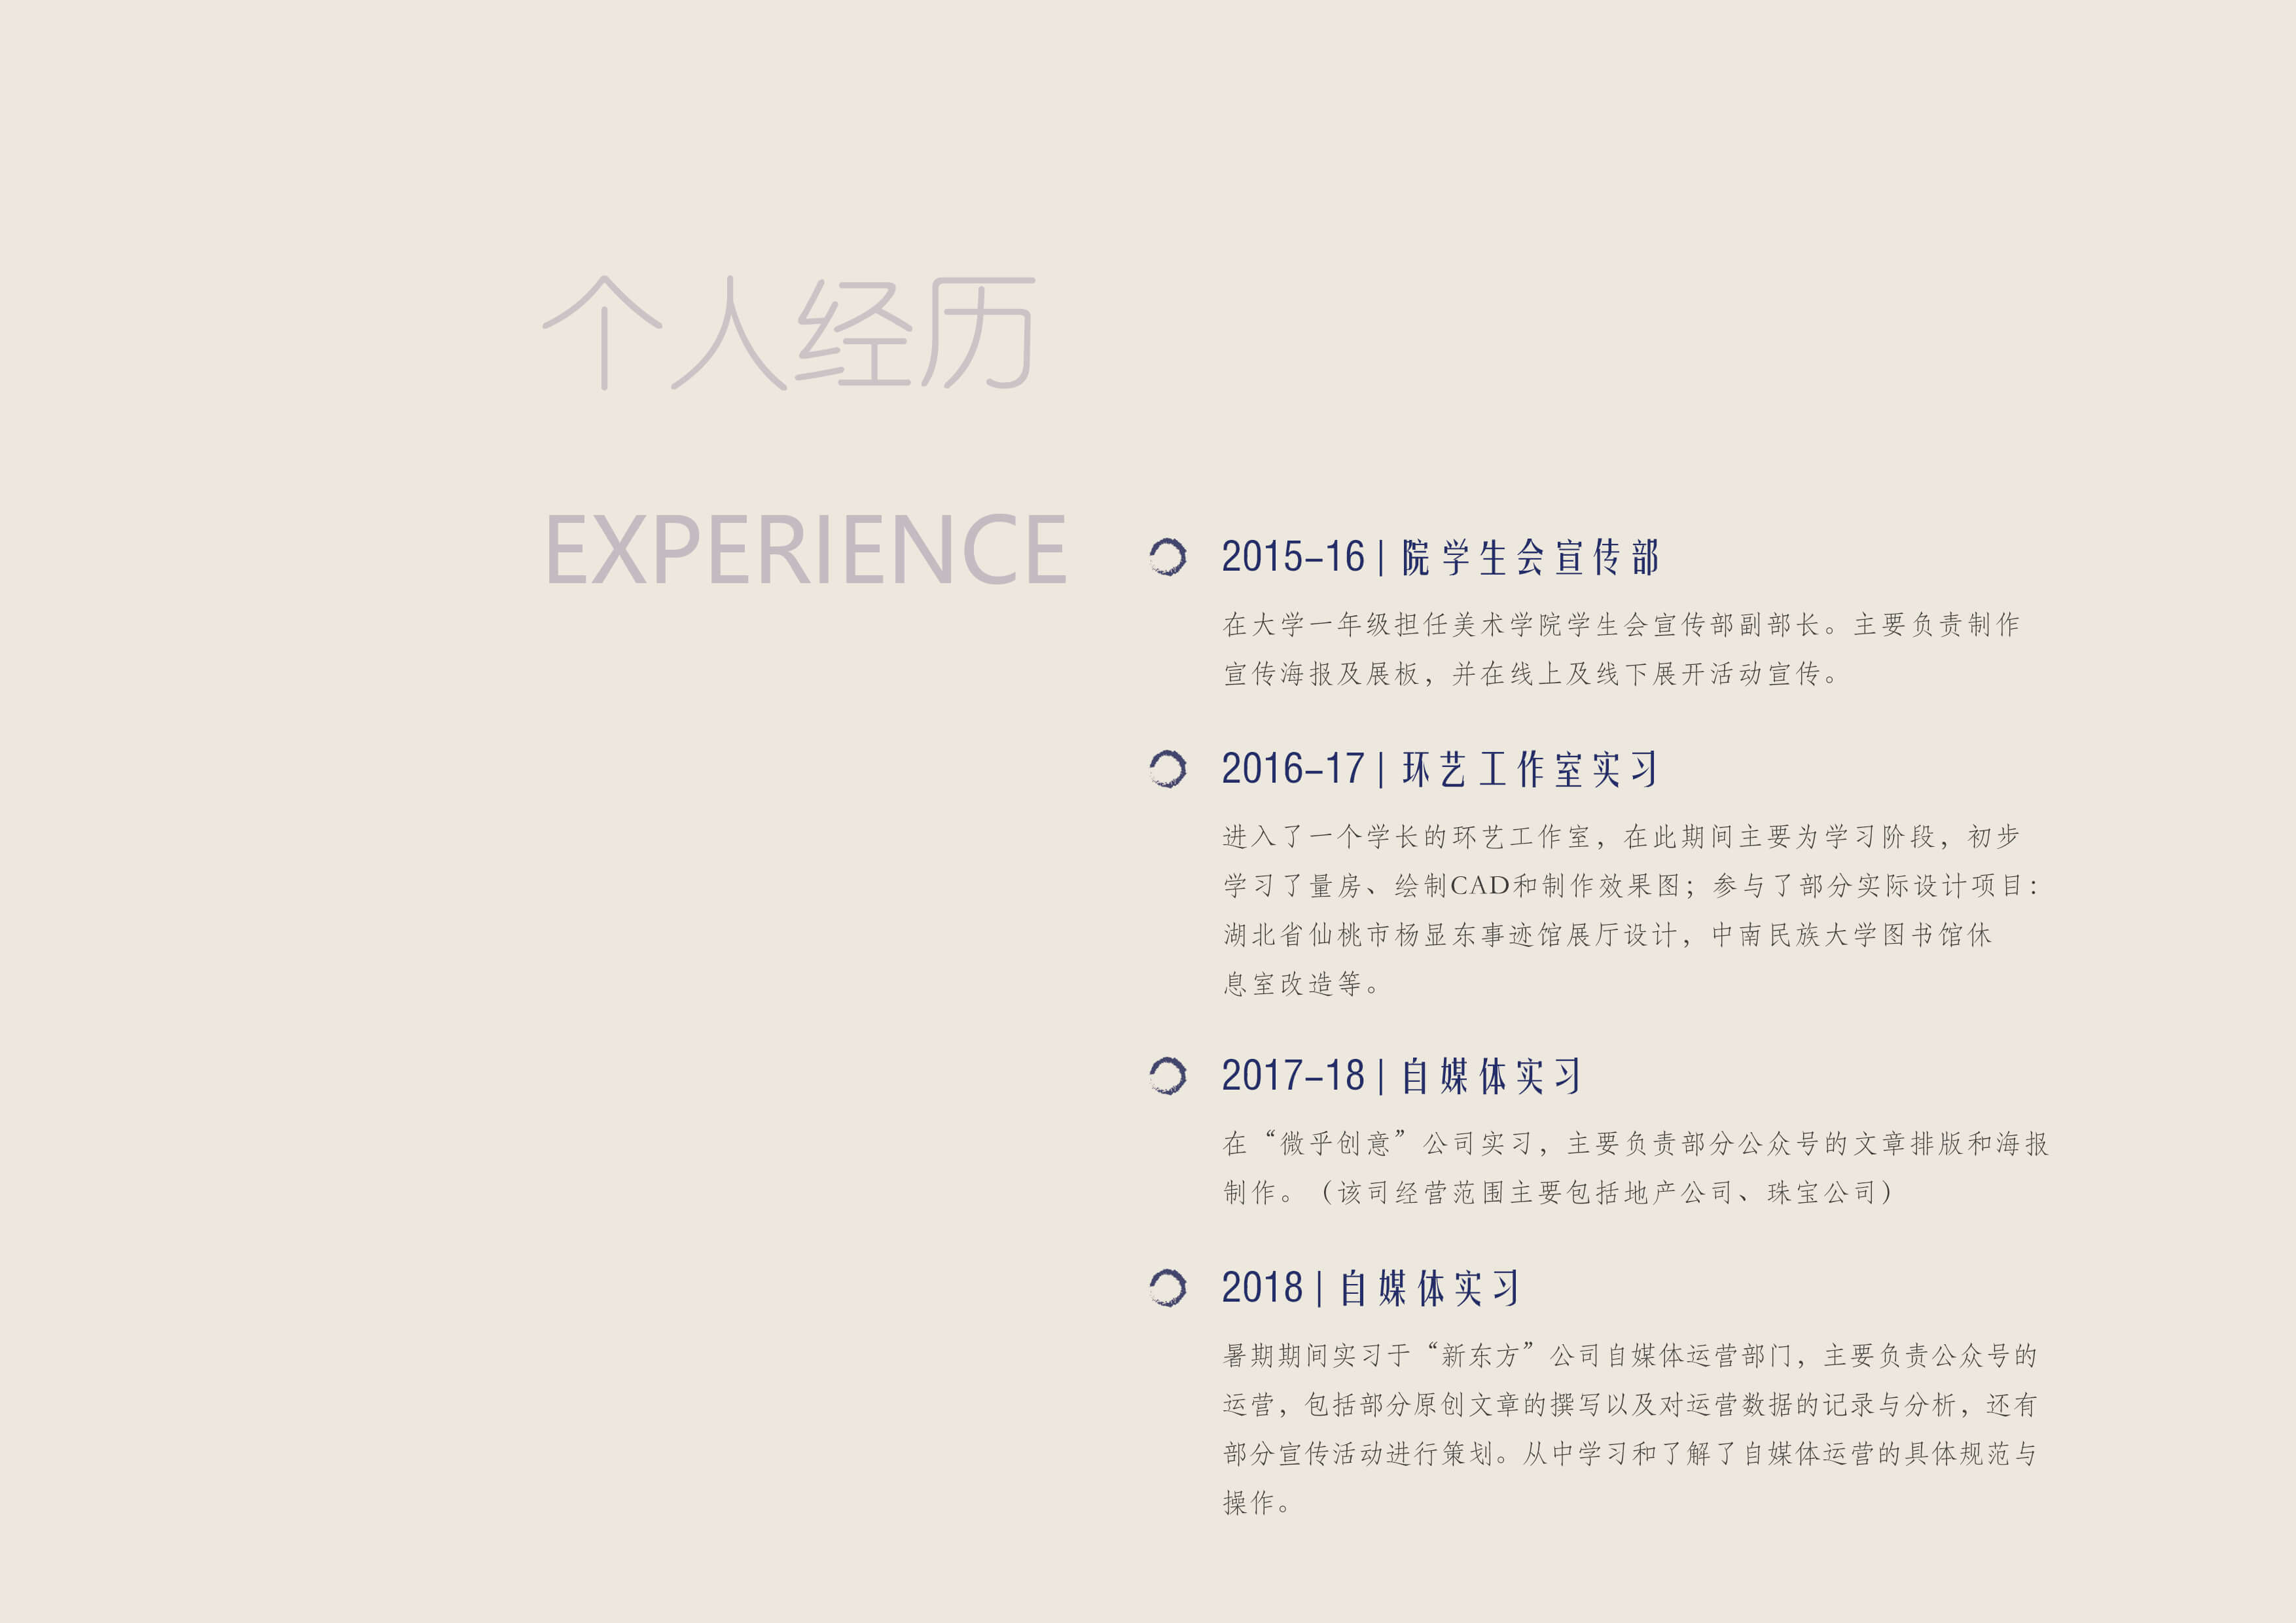 个人经历
EXPERIENCE
2015-16 | 院学生会宣传部
在大学一年级担任美术学院学生会宣传部副部长。主要负责制作
宣传海报及展板，并在线上及线下展开活动宣传。
2016-17 | 环艺工作室实习
进入了一个学长的环艺工作室，在此期间主要为学习阶段，初步
学习了量房、绘制CAD和制作效果图；参与了部分实际设计项目：
湖北省仙桃市杨显东事迹馆展厅设计，中南民族大学图书馆休
息室改造等。
2017-18 | 自媒体实习
在“微乎创意”公司实习，主要负责部分公众号的文章排版和海报
制作。（该司经营范围主要包括地产公司、珠宝公司）
2018 | 自媒体实习
暑期期间实习于“新东方”公司自媒体运营部门，主要负责公众号的
运营，包括部分原创文章的撰写以及对运营数据的记录与分析，还有
部分宣传活动进行策划。从中学习和了解了自媒体运营的具体规范与
操作。